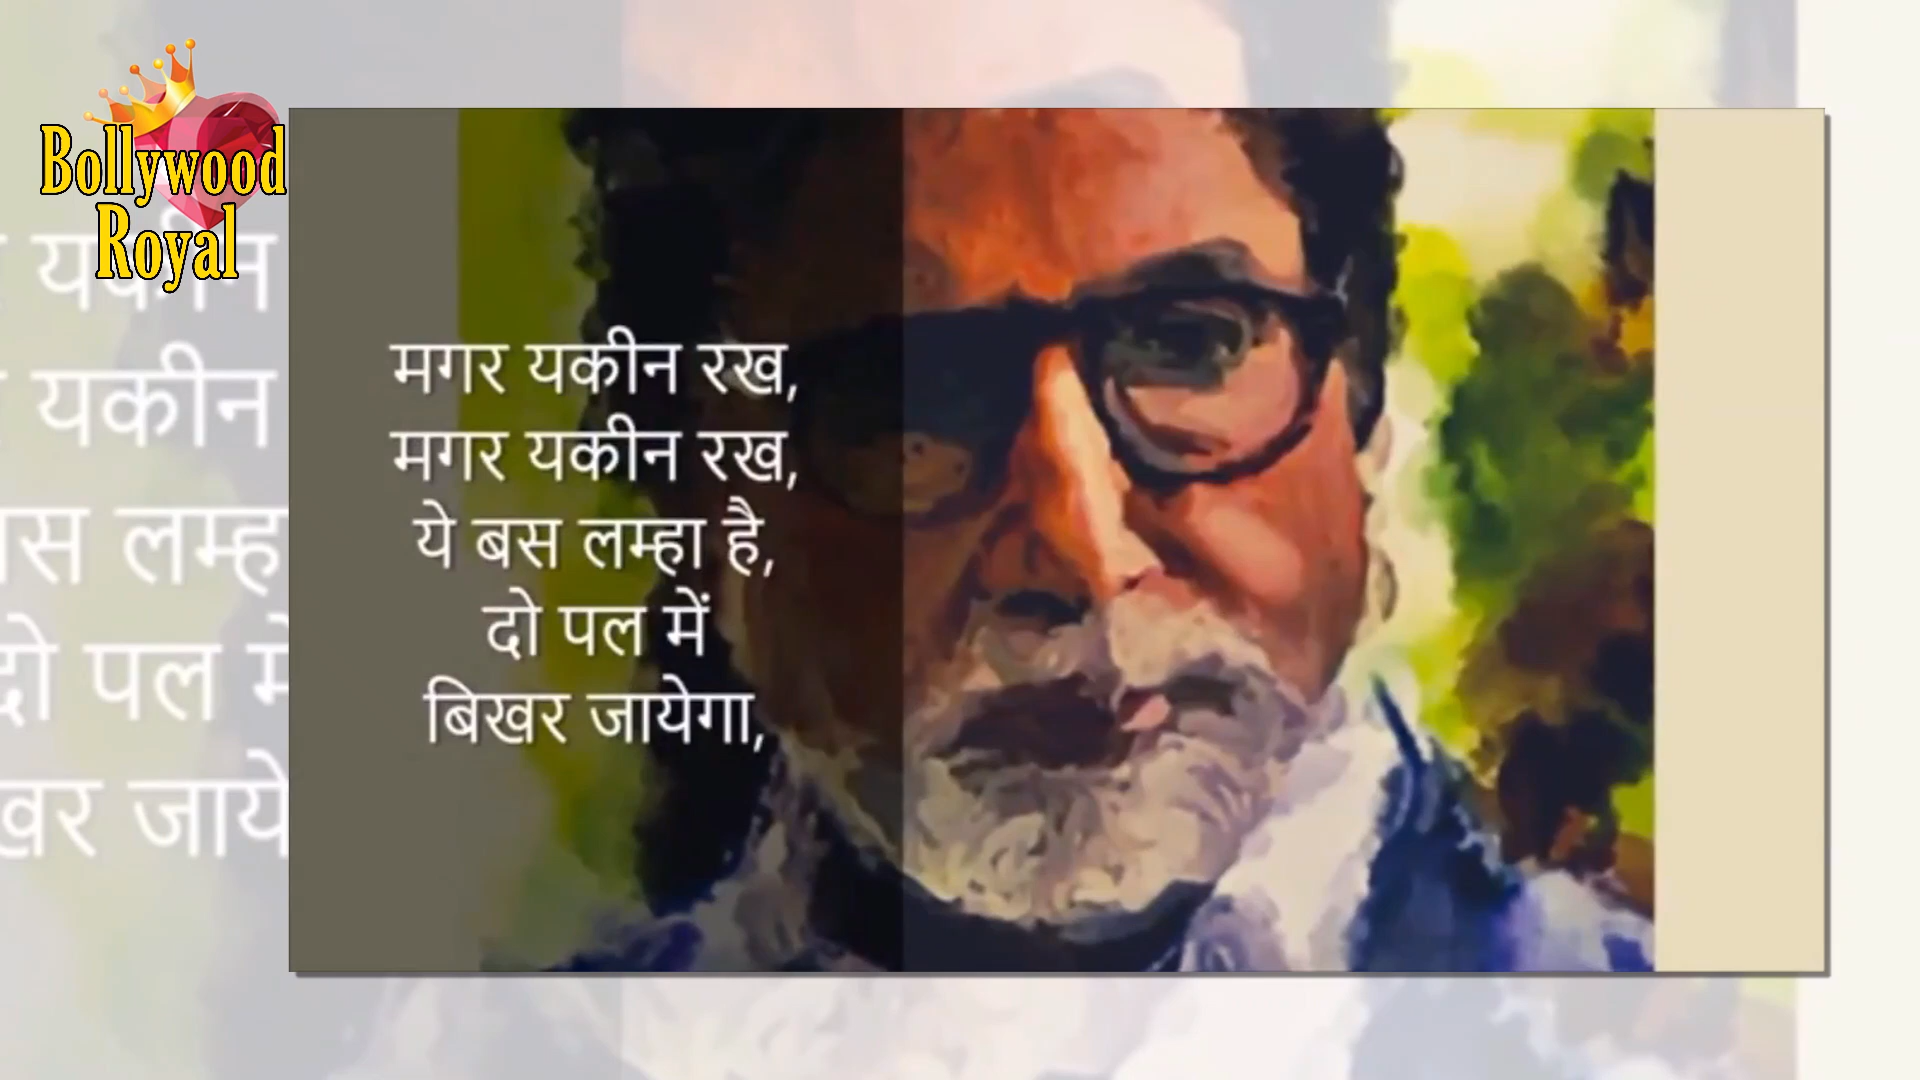 Bollywood
Royal
मगर यकीन रख,
मगर यकीन रख,
ये बस लम्हा है,
दो पल में
बिखर जायेगा,